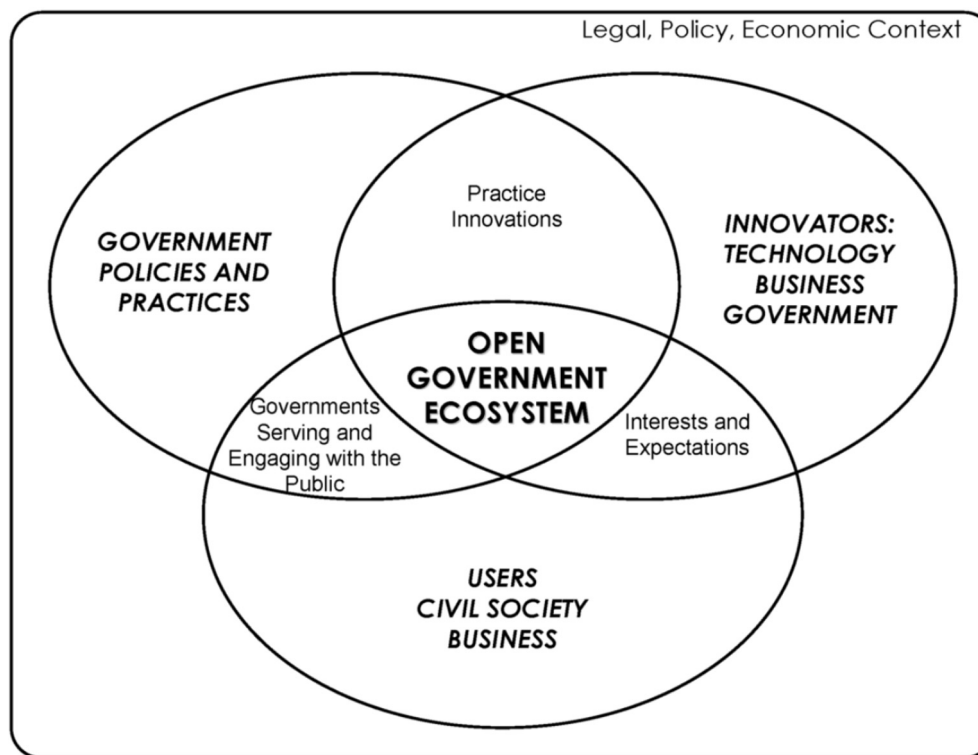 Legal, Policy, Economic Context
Practice
Innovations
GOVERNMENT
POLICIES AND
PRACTICES
INNOVATORS:
TECHNOLOGY
BUSINESS
GOVERNMENT
OPEN
GOVERNMENT
ECOSYSTEM
Governments
Serving and
Engaging with the
Public
Interests and
Expectations
USERS
CIVIL SOCIETY
BUSINESS